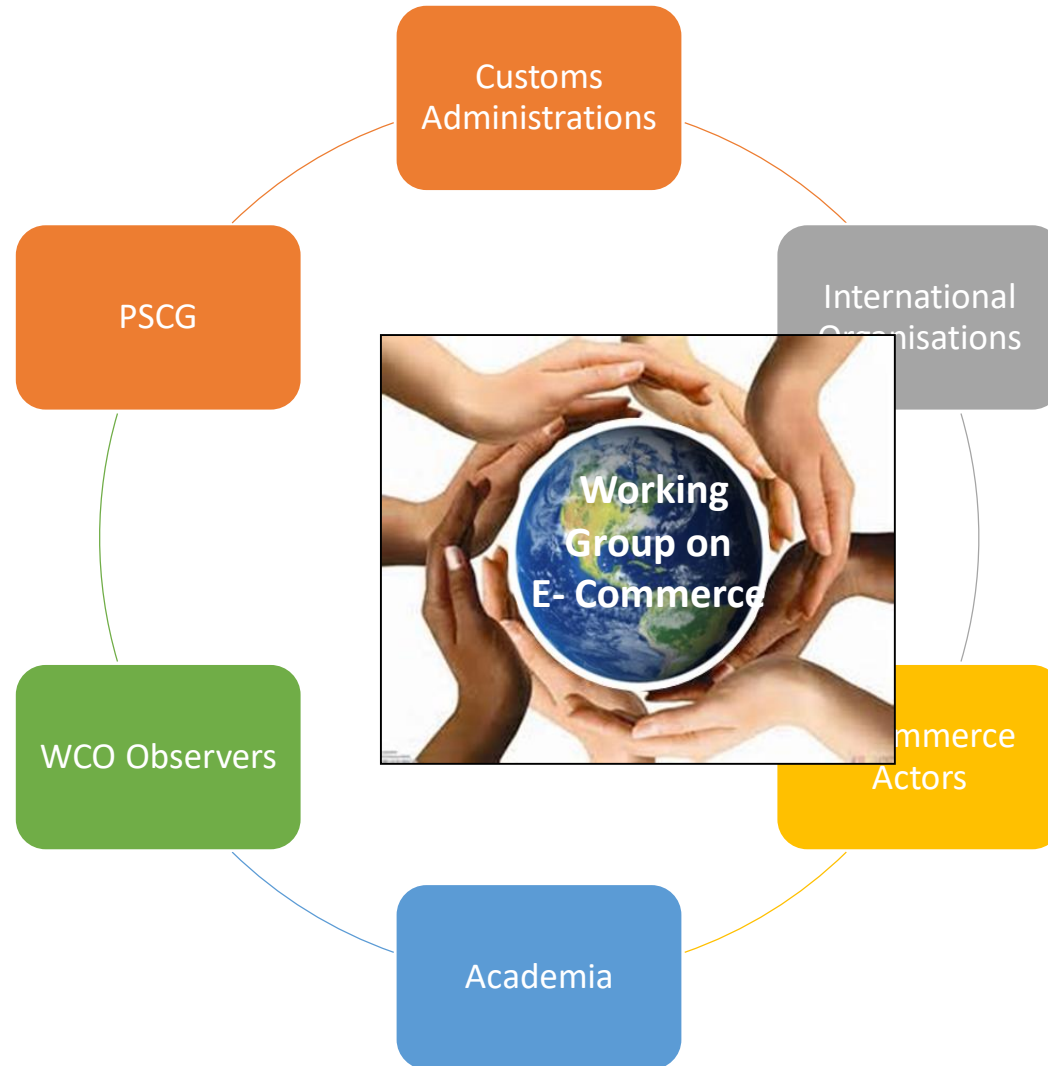 Customs
Administrations
PSCG
International
Working
Group on
E- Commerce
WCO Observers
Actors
Academia